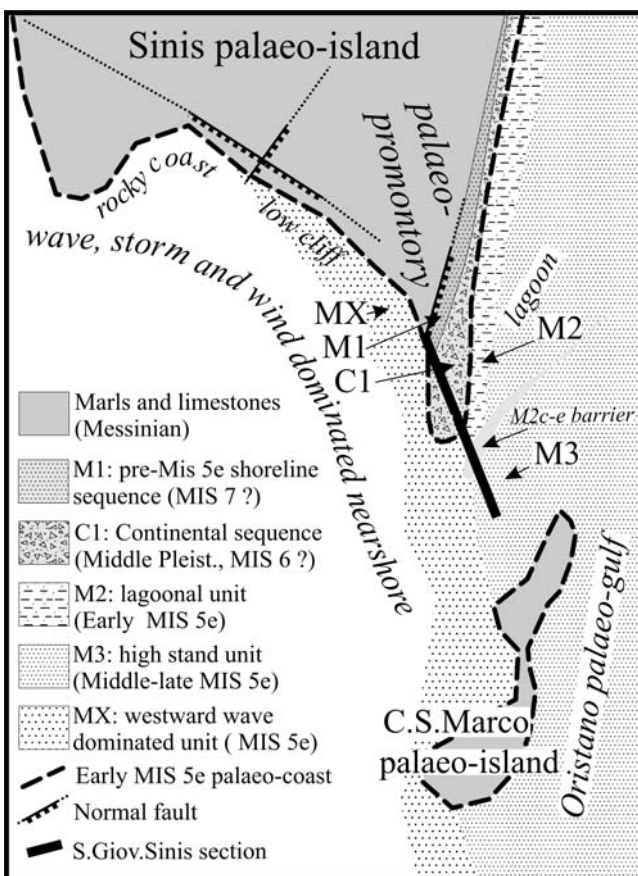 Sinis palaeo-island
palaeo-
promontory
rocky coast
low cliff
wave, storm and wind dominated nearshore
lagoon
MX
M1
C1
M2
M2c-e barrier
M3
Marls and limestones
(Messinian)
M1: pre-Mis 5e shoreline
sequence (MIS 7 ?)
C1: Continental sequence
(Middle Pleist., MIS 6 ?)
M2: lagoonal unit
(Early MIS 5e)
M3: high stand unit
(Middle-late MIS 5e)
MX: westward wave
dominated unit ( MIS 5e)
Early MIS 5e palaeo-coast
Normal fault
S.Giov.Sinis section
C.S.Marco
palaeo-island
Oristano palaeo-gulf